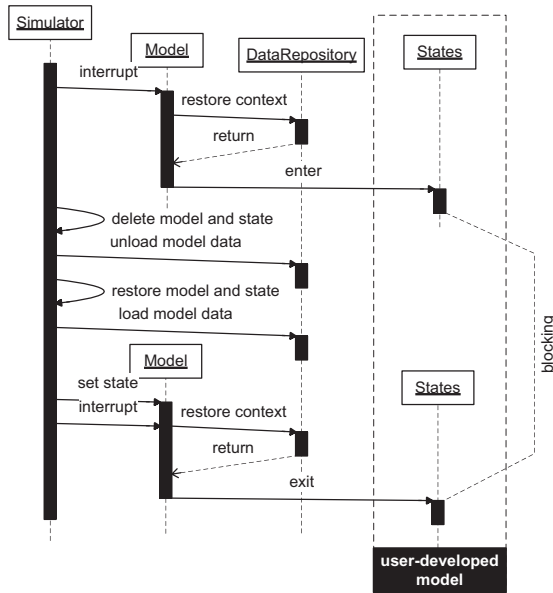 Simulator
Model
DataRepository
States
interrupt
restore context
return
enter
delete model and state
unload model data
restore model and state
load model data
blocking
Model
States
set state
interrupt
restore context
return
exit
user-developed
model